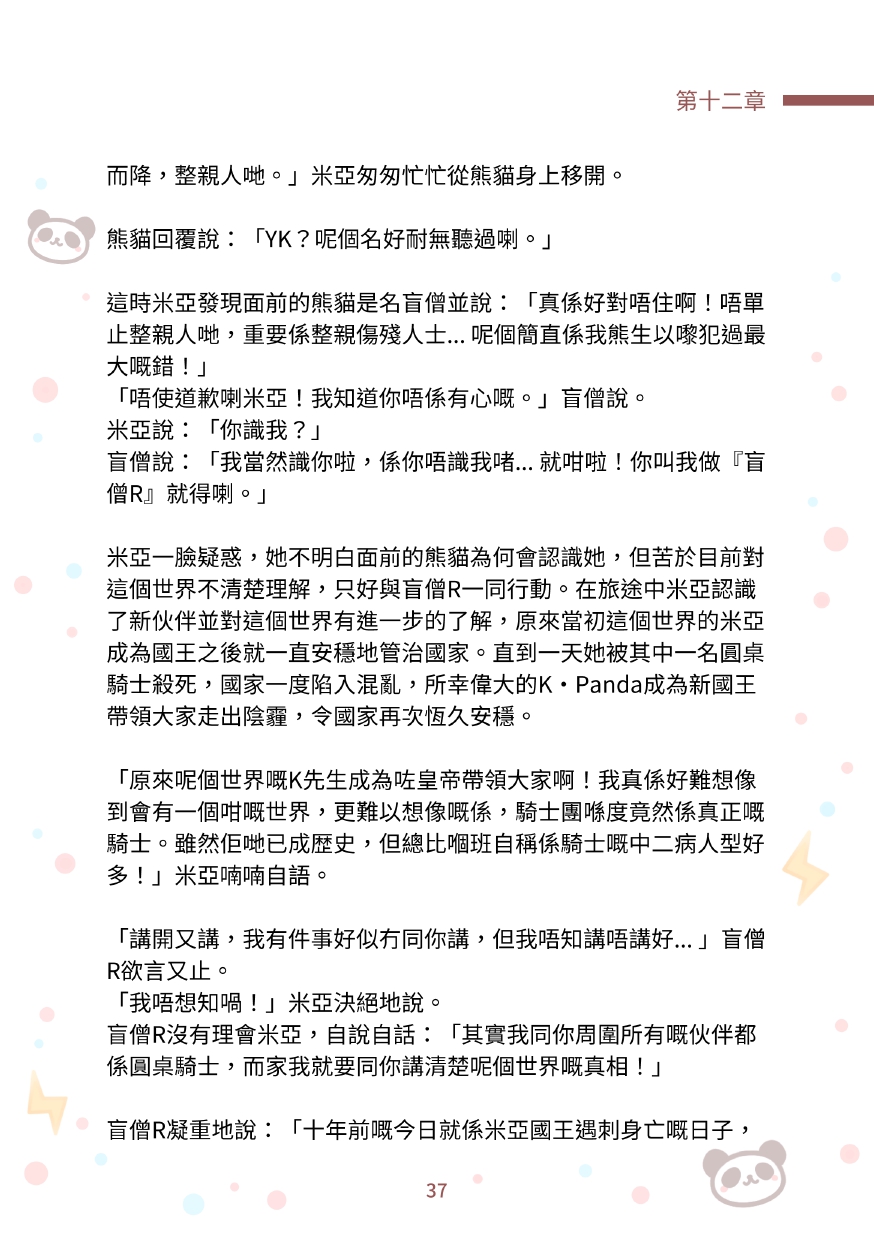 第十二章
而降，整親人哋。」米亞匆匆忙忙從熊貓身上移開。
熊貓回覆說：「YK？呢個名好耐無聽過喇。」
這時米亞發現面前的熊貓是名盲僧並說：「真係好對唔住啊！唔單
止整親人哋，重要係整親傷殘人士... 呢個簡直係我熊生以嚟犯過最
大嘅錯！」
「唔使道歉喇米亞！我知道你唔係有心嘅。」盲僧說。
米亞說：「你識我？」
盲僧說：「我當然識你啦，係你唔識我啫... 就咁啦！你叫我做『盲
僧R』就得喇。」
米亞一臉疑惑，她不明白面前的熊貓為何會認識她，但苦於目前對
這個世界不清楚理解，只好與盲僧R一同行動。在旅途中米亞認識
了新伙伴並對這個世界有進一步的了解，原來當初這個世界的米亞
成為國王之後就一直安穩地管治國家。直到一天她被其中一名圓桌
騎士殺死，國家一度陷入混亂，所幸偉大的K·Panda成為新國王
帶領大家走出陰霾，令國家再次恆久安穩。
「原來呢個世界嘅K先生成為咗皇帝帶領大家啊！我真係好難想像
到會有一個咁嘅世界，更難以想像嘅係，騎士團喺度竟然係真正嘅
騎士。雖然佢哋已成歷史，但總比嗰班自稱係騎士嘅中二病人型好
多！」米亞喃喃自語。
「講開又講，我有件事好似冇同你講，但我唔知講唔講好... 」盲僧
R欲言又止。
「我唔想知喎！」米亞決絕地說。
盲僧R沒有理會米亞，自說自話：「其實我同你周圍所有嘅伙伴都
係圓桌騎士，而家我就要同你講清楚呢個世界嘅真相！」
盲僧R凝重地說：「十年前嘅今日就係米亞國王遇刺身亡嘅日子，
37